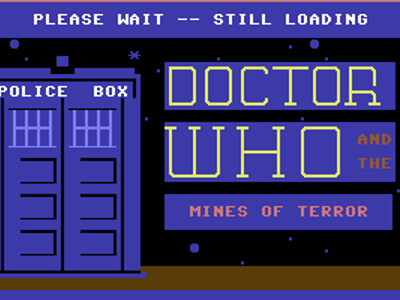 PLEASE WAIT -- STILL LOADING
POLICE BOX
DOCTOR
WHO
AND
THE
MINES OF TERROR